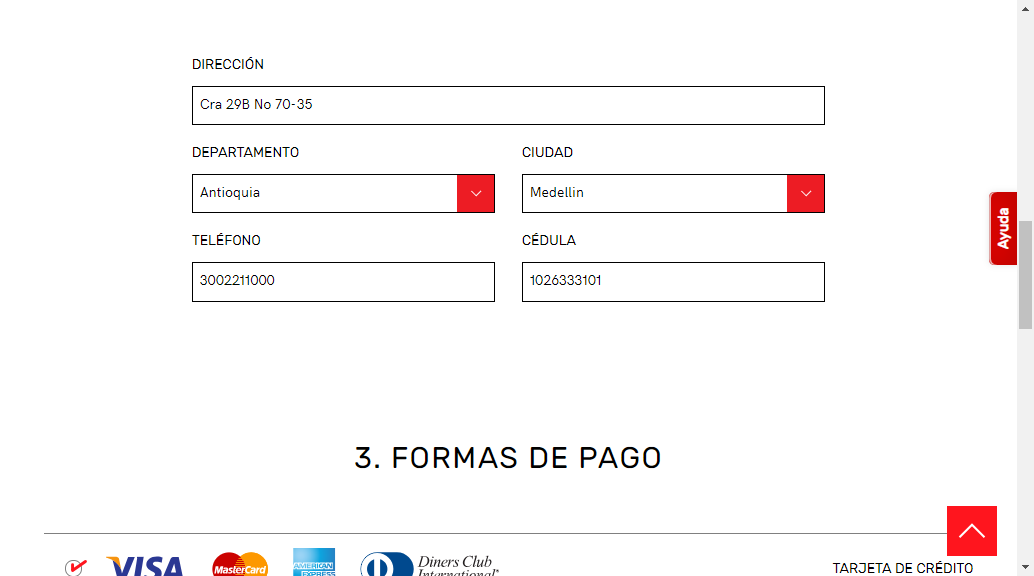 DIRECCIÓN
Cra 29B No 70-35
DEPARTAMENTO
CIUDAD
Antioquia
Medellin
TELÉFONO
CÉDULA
3002211000
1026333101
Ayuda
3. FORMAS DE PAGO
VISA
MasterCard
AMERICAN EXPRESS
Diners Club
International®
TARJETA DE CRÉDITO